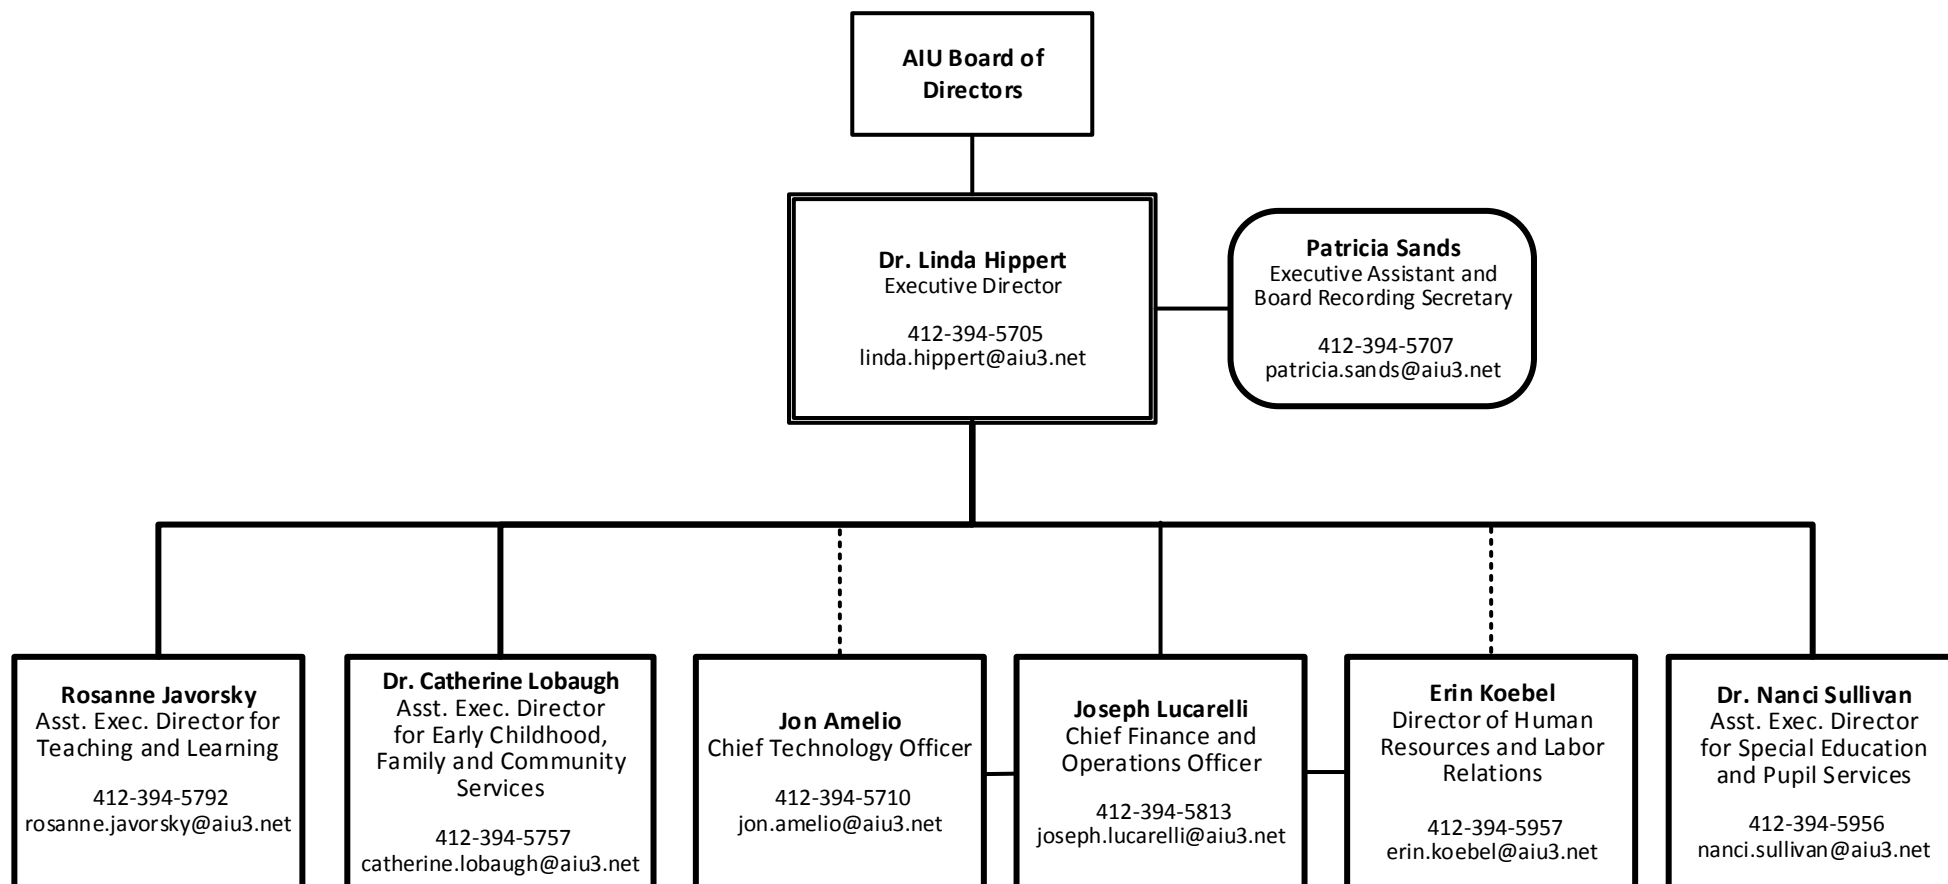 AIU Board of
Directors
Dr. Linda Hippert
Executive Director
412-394-5705
linda.hippert@aiu3.net
Patricia Sands
Executive Assistant and
Board Recording Secretary
412-394-5707
patricia.sands@aiu3.net
Rosanne Javorsky
Asst. Exec. Director for
Teaching and Learning
412-394-5792
rosanne.javorsky@aiu3.net
Dr. Catherine Lobaugh
Asst. Exec. Director
for Early Childhood,
Family and Community
Services
412-394-5757
catherine.lobaugh@aiu3.net
Jon Amelio
Chief Technology Officer
412-394-5710
jon.amelio@aiu3.net
Joseph Lucarelli
Chief Finance and
Operations Officer
412-394-5813
joseph.lucarelli@aiu3.net
Erin Koebel
Director of Human
Resources and Labor
Relations
412-394-5957
erin.koebel@aiu3.net
Dr. Nanci Sullivan
Asst. Exec. Director
for Special Education
and Pupil Services
412-394-5956
nanci.sullivan@aiu3.net